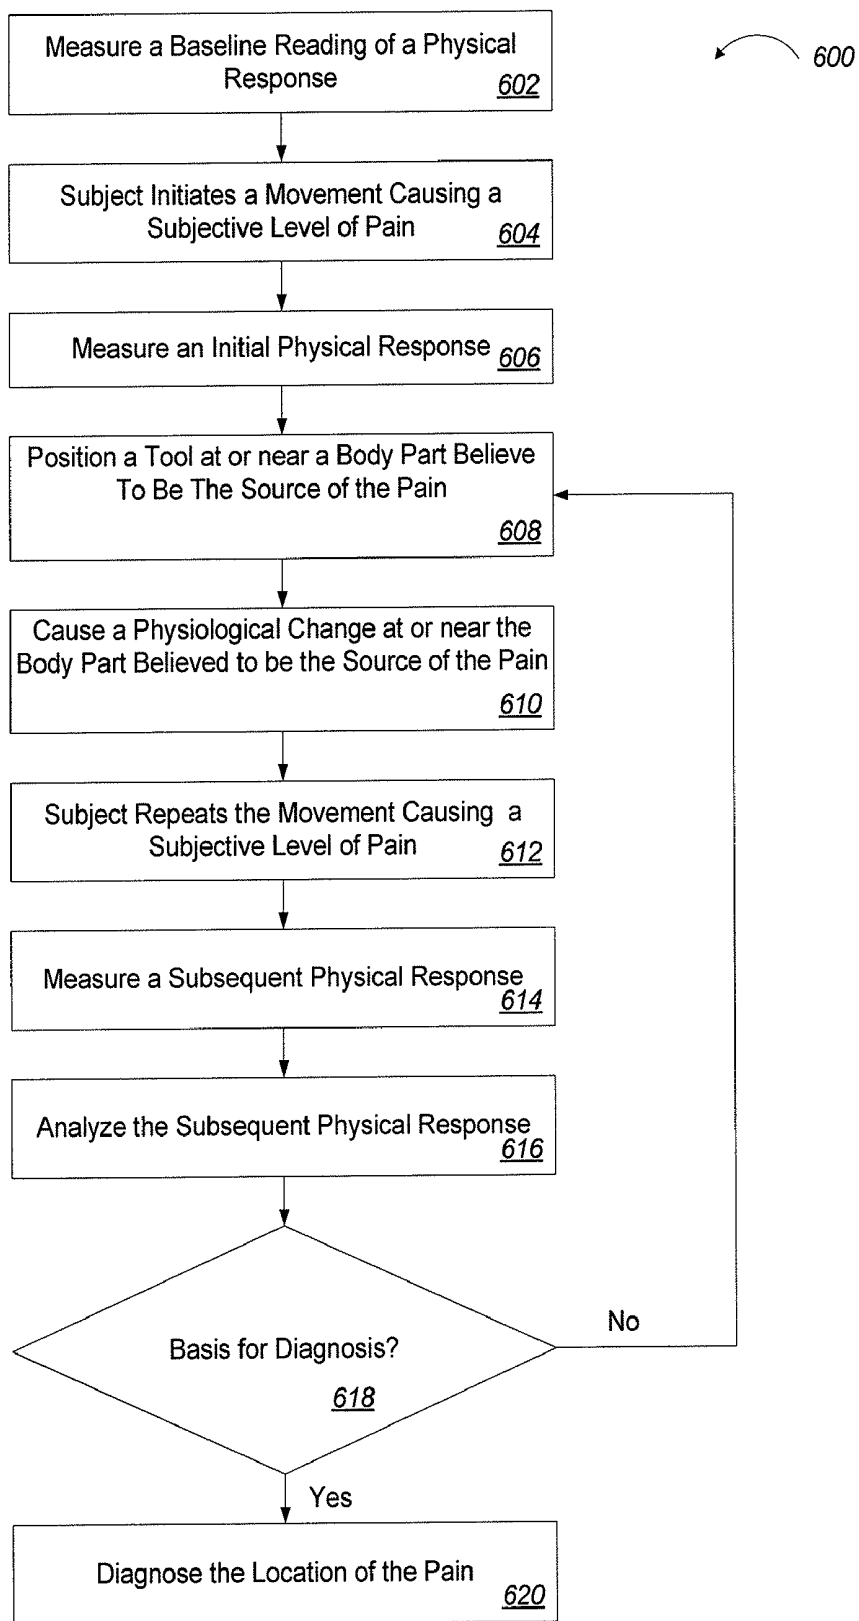 Measure a Baseline Reading of a Physical
Response
602
600
Subject Initiates a Movement Causing a
Subjective Level of Pain
604
Measure an Initial Physical Response
606
Position a Tool at or near a Body Part Believe
To Be The Source of the Pain
608
Cause a Physiological Change at or near the
Body Part Believed to be the Source of the Pain
610
Subject Repeats the Movement Causing a
Subjective Level of Pain
612
Measure a Subsequent Physical Response
614
Analyze the Subsequent Physical Response
616
Basis for Diagnosis?
618
No
Yes
Diagnose the Location of the Pain
620